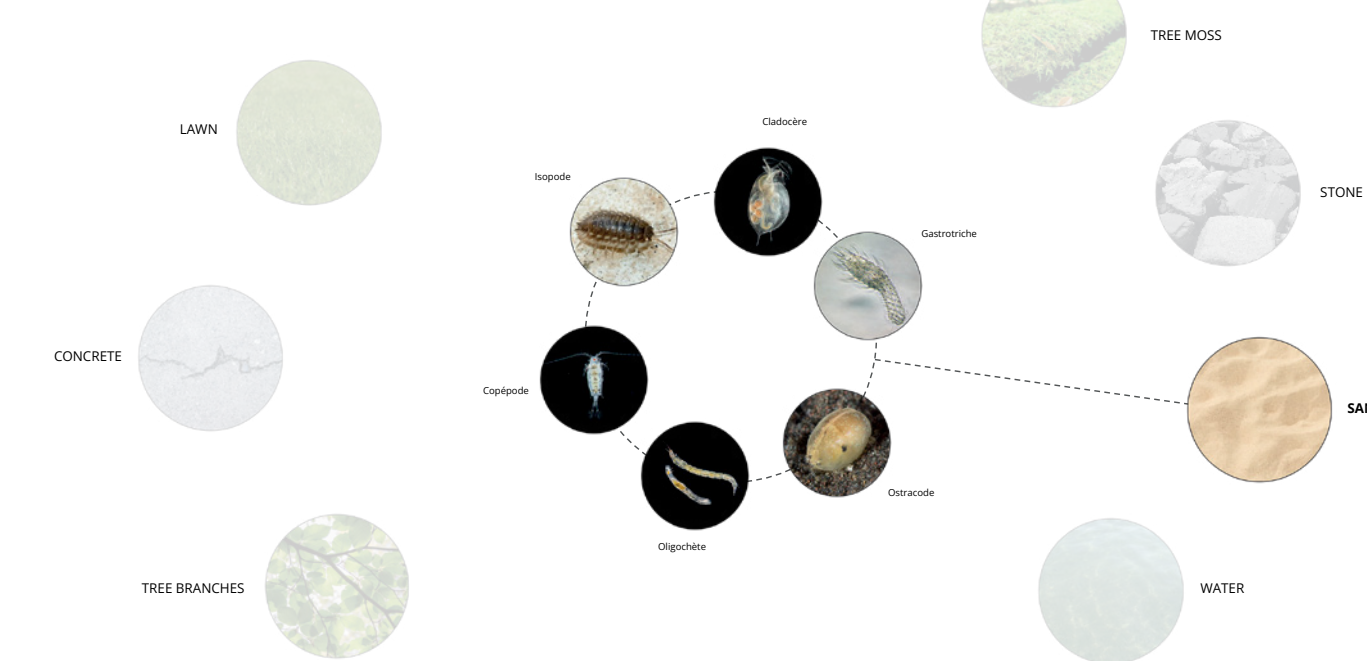 TREE MOSS
LAWN
Cladocère
Isopode
STONE
Gastrotriche
CONCRETE
Copépode
Ostracode
Oligochète
TREE BRANCHES
WATER